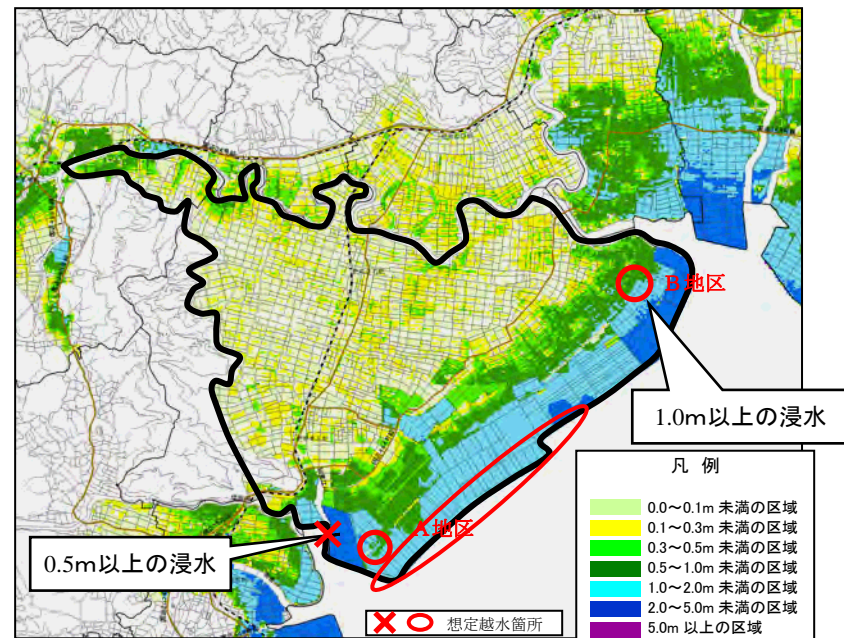 B 地区
1.0m以上の浸水
A 地区
0.5m以上の浸水
想定越水箇所
凡 例
0.0～0.1m 未満の区域
0.1～0.3m 未満の区域
0.3～0.5m 未満の区域
0.5～1.0m 未満の区域
1.0～2.0m 未満の区域
2.0～5.0m 未満の区域
5.0m 以上の区域